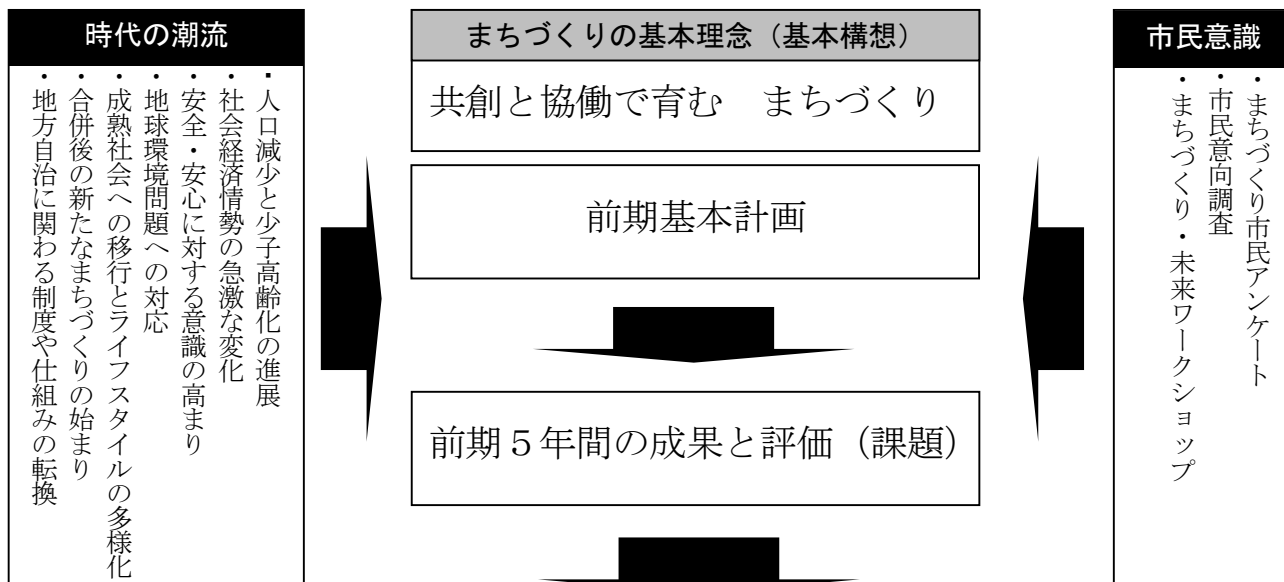 時代の潮流
・人口減少と少子高齢化の進展
・社会経済情勢の急激な変化
・安全・安心に対する意識の高まり
・地球環境問題への対応
・成熟社会への移行とライフスタイルの多様化
・合併後の新たなまちづくりの始まり
・地方自治に関わる制度や仕組みの転換
まちづくりの基本理念（基本構想）
共創と協働で育む　まちづくり
前期基本計画
前期５年間の成果と評価（課題）
市民意識
・まちづくり市民アンケート
・市民意向調査
・まちづくり・未来ワークショップ